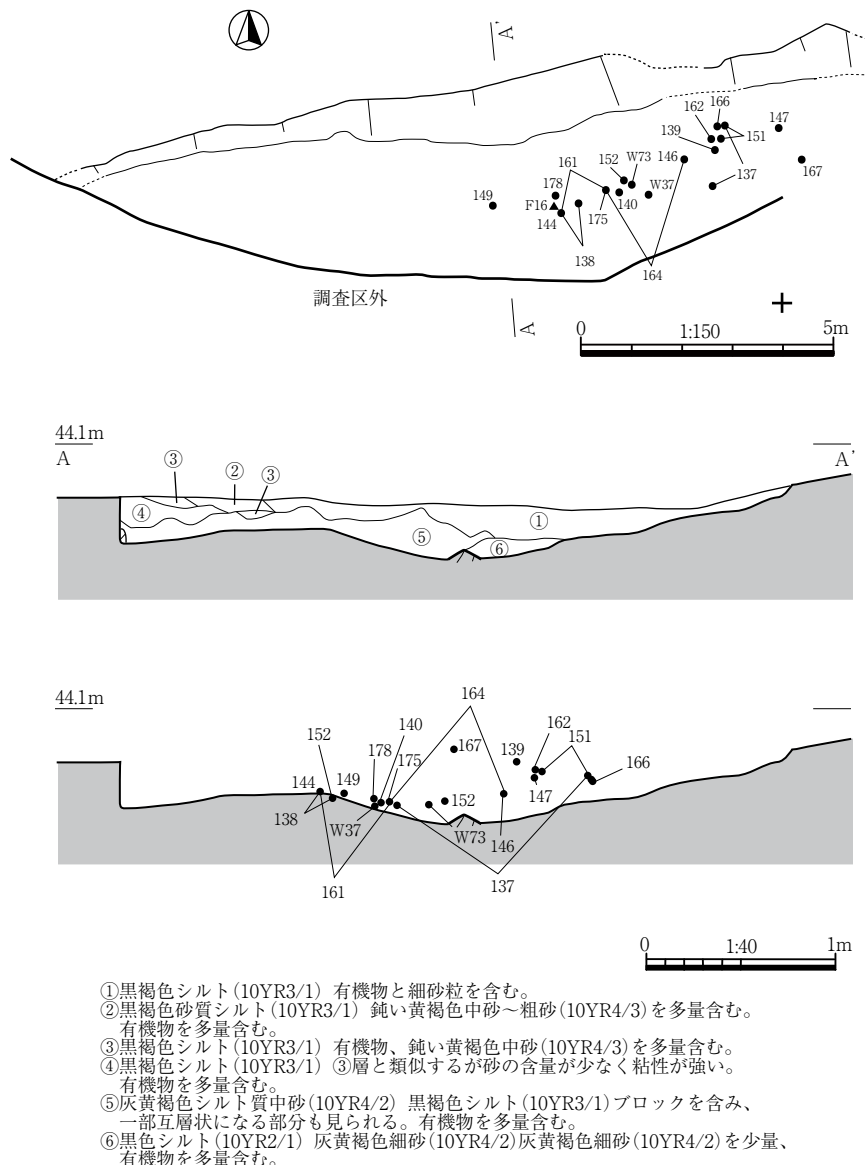 A'
162
166
147
139
151
152
W73
146
161
137
167
178
W37
149
F16
140
144
175
138
164
調査区外
A
0
1:150
5m
44.1m
A
A'
③
②
③
④
①
⑤
⑥
44.1m
164
140
162
151
152
178
175
167
139
144
149
166
147
138
W37
152
W73
146
161
137
0
1:40
1m
①黒褐色シルト(10YR3/1) 有機物と細砂粒を含む。
②黒褐色砂質シルト(10YR3/1) 鈍い黄褐色中砂～粗砂(10YR4/3)を多量含む。
有機物を多量含む。
③黒褐色シルト(10YR3/1) 有機物、鈍い黄褐色中砂(10YR4/3)を多量含む。
④黒褐色シルト(10YR3/1) ③層と類似するが砂の含量が少なく粘性が強い。
有機物を多量含む。
⑤灰黄褐色シルト質中砂(10YR4/2) 黒褐色シルト(10YR3/1)ブロックを含み、
一部互層状になる部分も見られる。有機物を多量含む。
⑥黒色シルト(10YR2/1) 灰黄褐色細砂(10YR4/2)灰黄褐色細砂(10YR4/2)を少量、
有機物を多量含む。